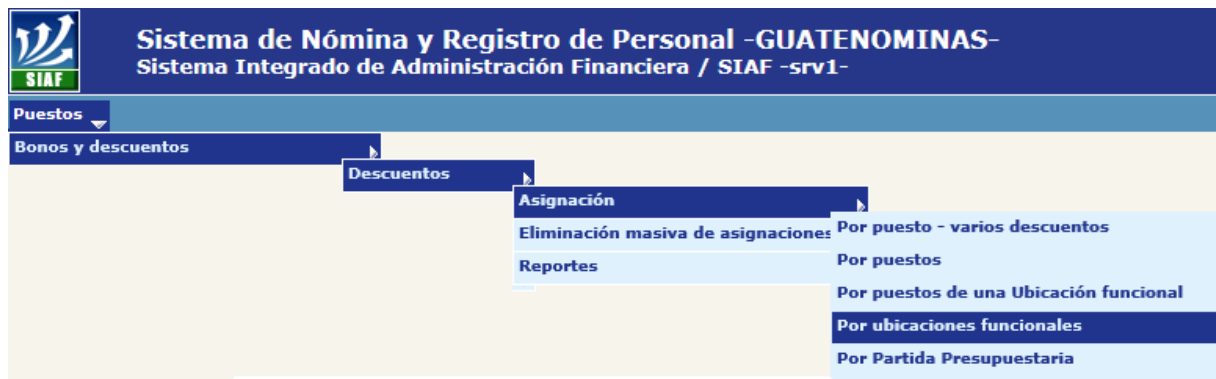 Sistema de Nómina y Registro de Personal -GUATENOMINAS-
Sistema Integrado de Administración Financiera / SIAF -srv1-
SIAF
Puestos
Bonos y descuentos
Descuentos
Asignación
Eliminación masiva de asignaciones
Reportes
Por puesto - varios descuentos
Por puestos
Por puestos de una Ubicación funcional
Por ubicaciones funcionales
Por Partida Presupuestaria